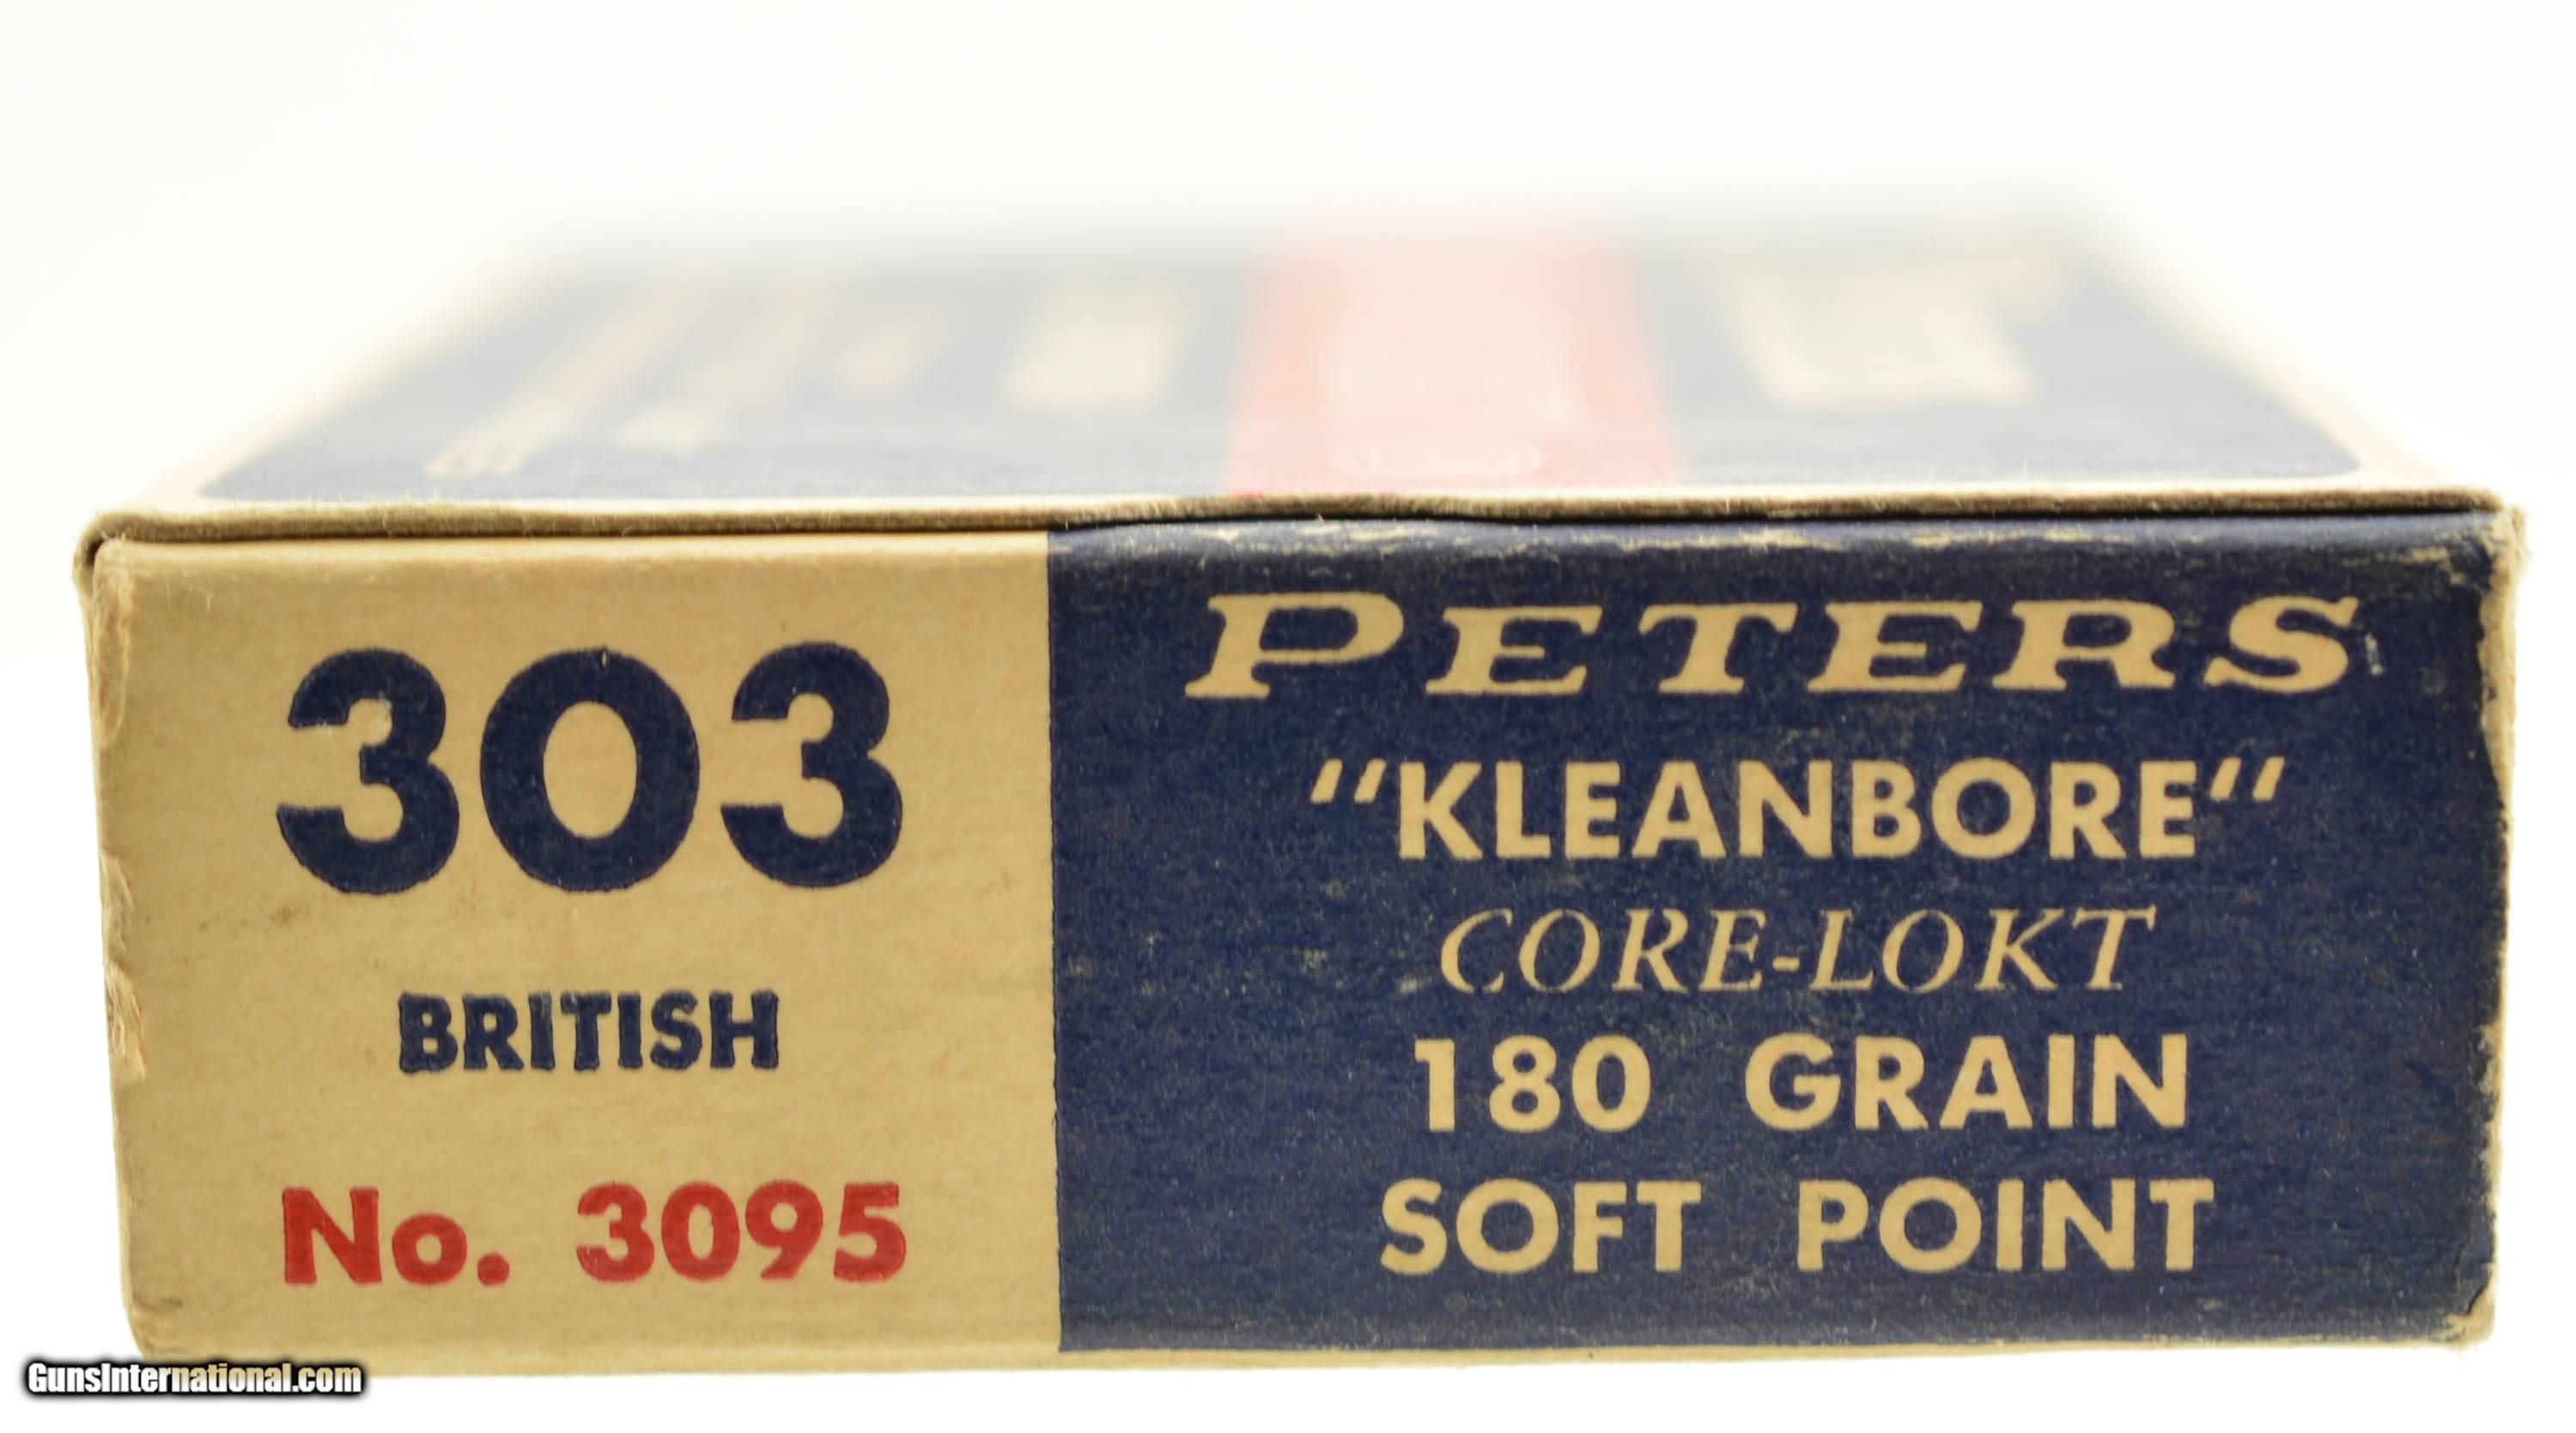 303
BRITISH
No. 3095
PETERS
"KLEANBORE"
CORE-LOKT
180 GRAIN
SOFT POINT
GunsInternational.com